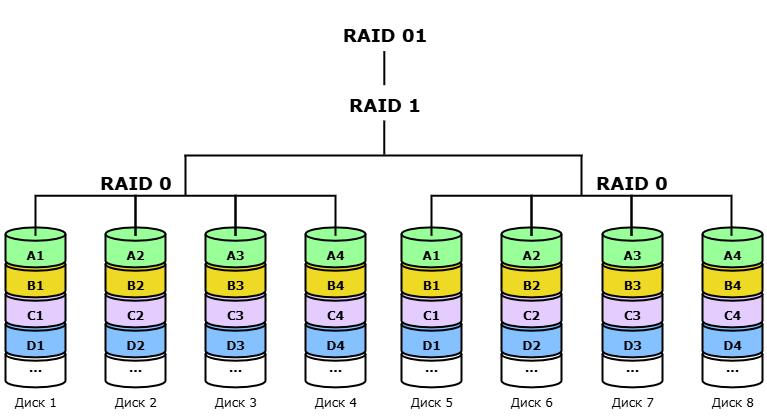 RAID 01
RAID 1
RAID 0 RAID 0
A1 A2 A3 A4 A1 A2 A3 A4
B1 B2 B3 B4 B1 B2 B3 B4
C1 C2 C3 C4 C1 C2 C3 C4
D1 D2 D3 D4 D1 D2 D3 D4
... ... ... ... ... ... ... ...
Диск 1 Диск 2 Диск 3 Диск 4 Диск 5 Диск 6 Диск 7 Диск 8